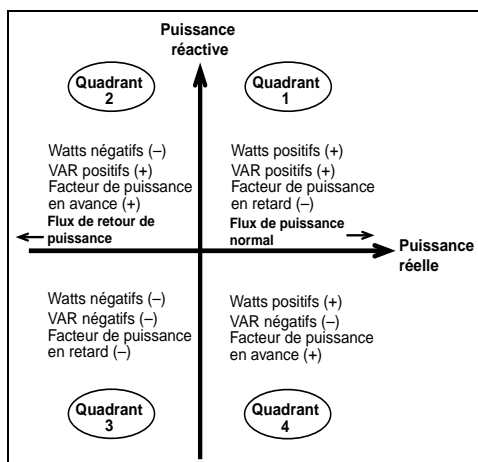 Puissance
réactive
Quadrant
2
Quadrant
1
Watts négatifs (–)
VAR positifs (+)
Facteur de puissance
en avance (+)
Flux de retour de
puissance
Watts positifs (+)
VAR positifs (+)
Facteur de puissance
en retard (–)
Flux de puissance
normal
Puissance
réelle
Watts négatifs (–)
VAR négatifs (–)
Facteur de puissance
en retard (–)
Watts positifs (+)
VAR négatifs (–)
Facteur de puissance
en avance (+)
Quadrant
3
Quadrant
4